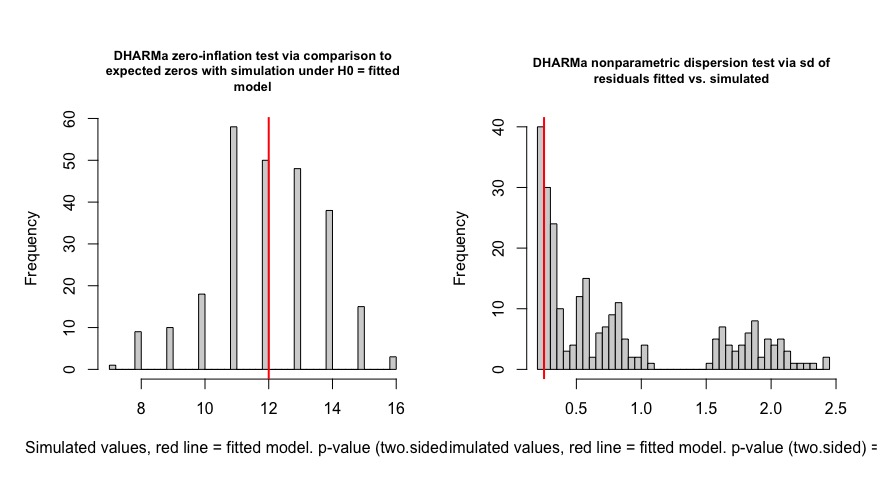 DHARMa zero-inflation test via comparison to
expected zeros with simulation under H0 = fitted
model
Frequency
0
10
20
30
40
50
60
8
10
12
14
16
Simulated values, red line = fitted model. p-value (two.sided
DHARMa nonparametric dispersion test via sd of
residuals fitted vs. simulated
Frequency
0
10
20
30
40
0.5
1.0
1.5
2.0
2.5
imulated values, red line = fitted model. p-value (two.sided) =